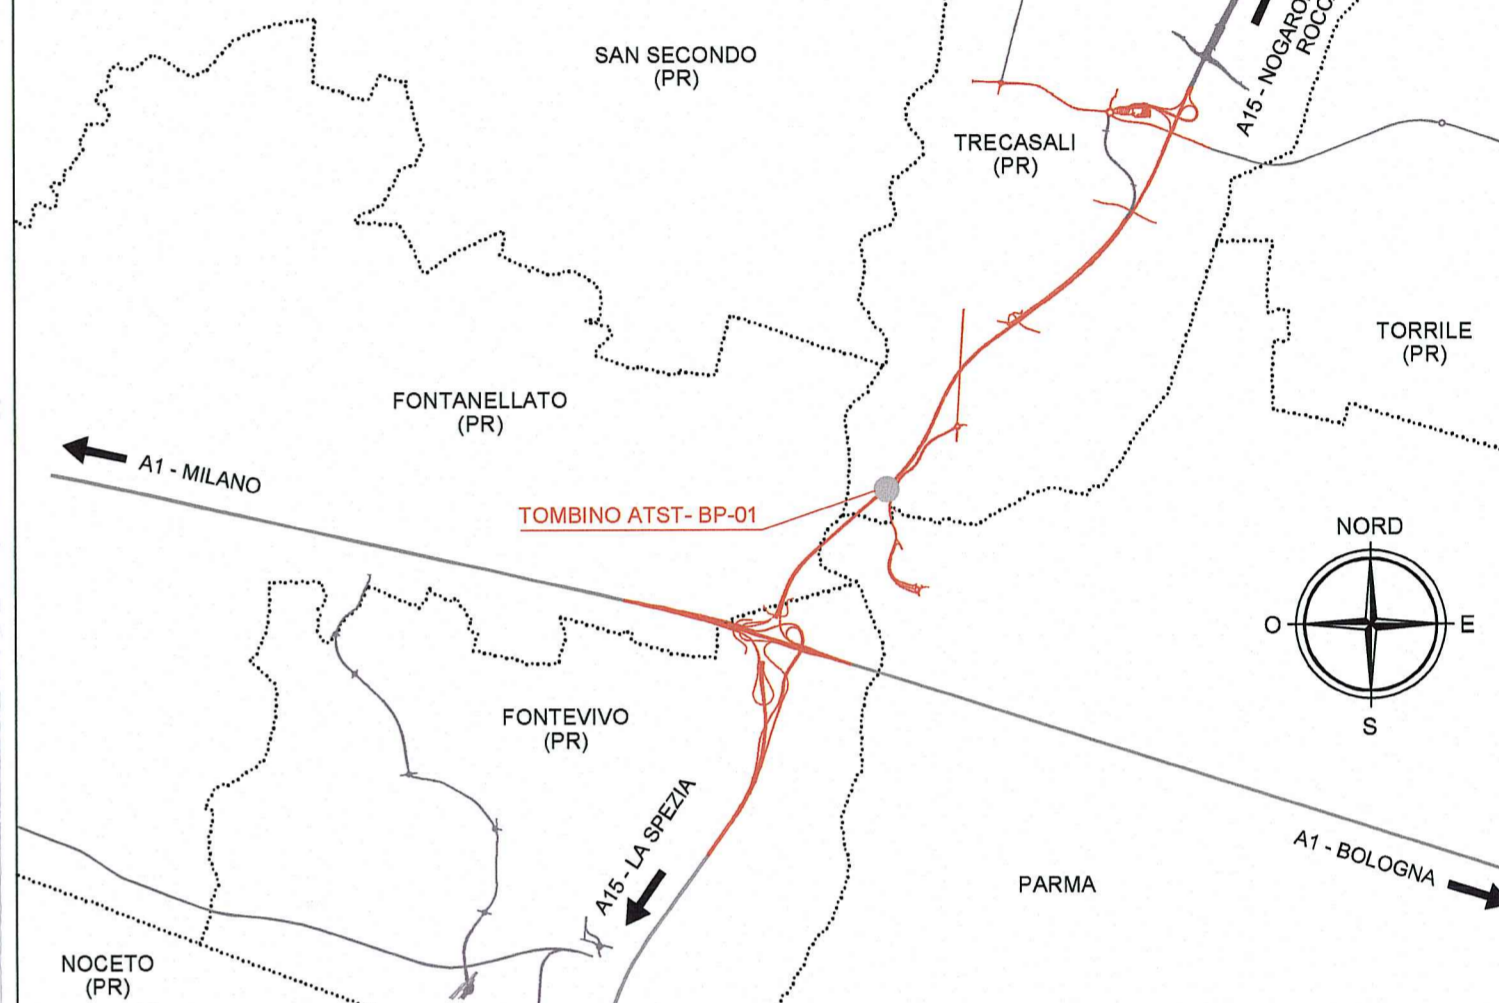 SAN SECONDO
(PR)
A15 - NOGARO
ROCC
TRECASALI
(PR)
TORRILE
(PR)
FONTANELLATO
(PR)
A1 - MILANO
TOMBINO ATST- BP-01
NORD
O
E
S
FONTEVIVO
(PR)
A15 - LA SPEZIA
A1 - BOLOGNA
PARMA
NOCETO
(PR)